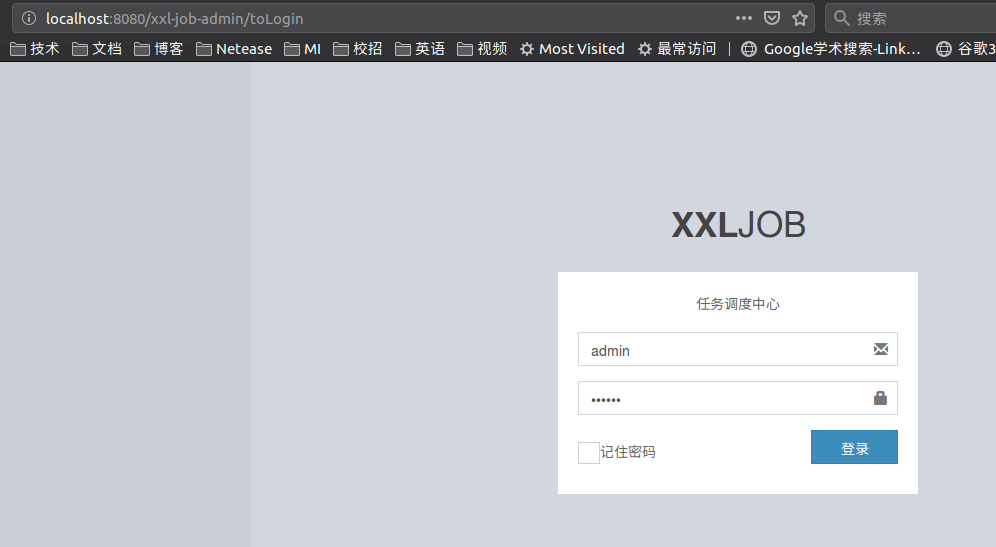 localhost:8080/xxl-job-admin/toLogin 搜索
技术 文档 博客 Netease MI 校招 英语 视频 Most Visited 最常访问 | Google学术搜索-Link... 谷歌3
XXLJOB
任务调度中心
admin
••••••
记住密码 登录